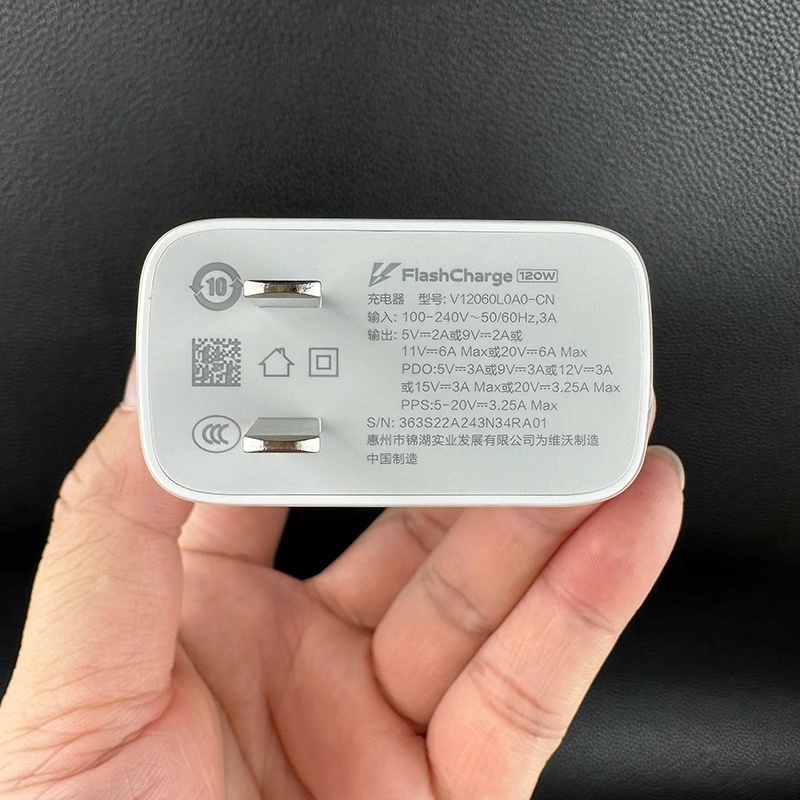 FlashCharge 120W
充电器 型号: V12060L0A0-CN
输入: 100-240V~50/60Hz,3A
输出: 5V⎓2A或9V⎓2A或
11V⎓6A Max或20V⎓6A Max
PDO:5V⎓3A或9V⎓3A或12V⎓3A
或15V⎓3A Max或20V⎓3.25A Max
PPS:5-20V⎓3.25A Max
S/N: 363S22A243N34RA01
惠州市锦湖实业发展有限公司为维沃制造
中国制造
10
CCC